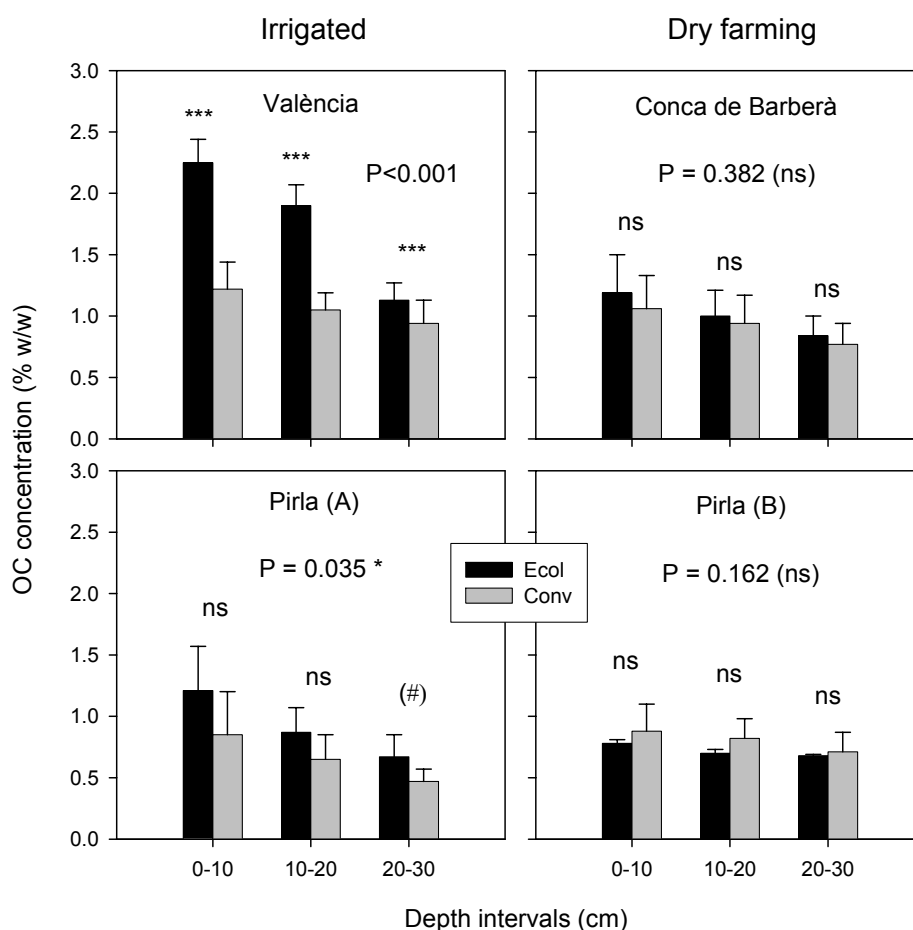 Irrigated
Dry farming
OC concentration (% w/w)
3.0
2.5
2.0
1.5
1.0
0.5
0.0
València
***
***
***
P<0.001
Conca de Barberà
P = 0.382 (ns)
ns
ns
ns
3.0
2.5
2.0
1.5
1.0
0.5
0.0
Pirla (A)
P = 0.035 *
ns
ns
(#)
Ecol
Conv
Pirla (B)
P = 0.162 (ns)
ns
ns
ns
0-10
10-20
20-30
0-10
10-20
20-30
Depth intervals (cm)